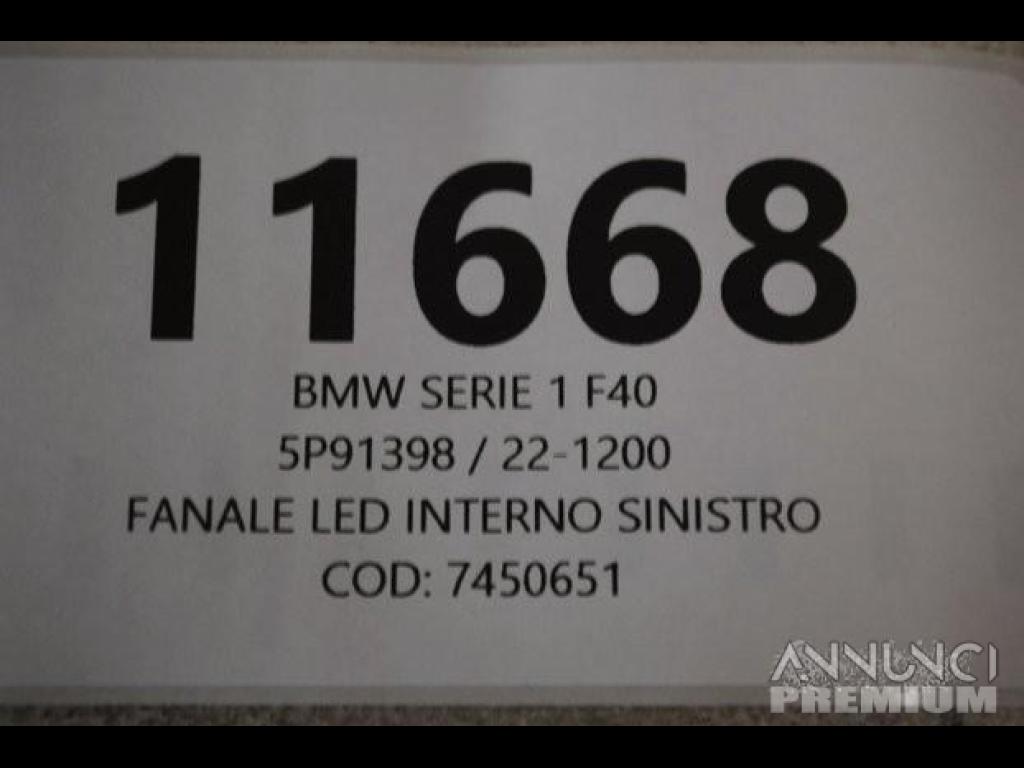 11668
BMW SERIE 1 F40
5P91398 / 22-1200
FANALE LED INTERNO SINISTRO
COD: 7450651
ANNUNCI
PREMIUM